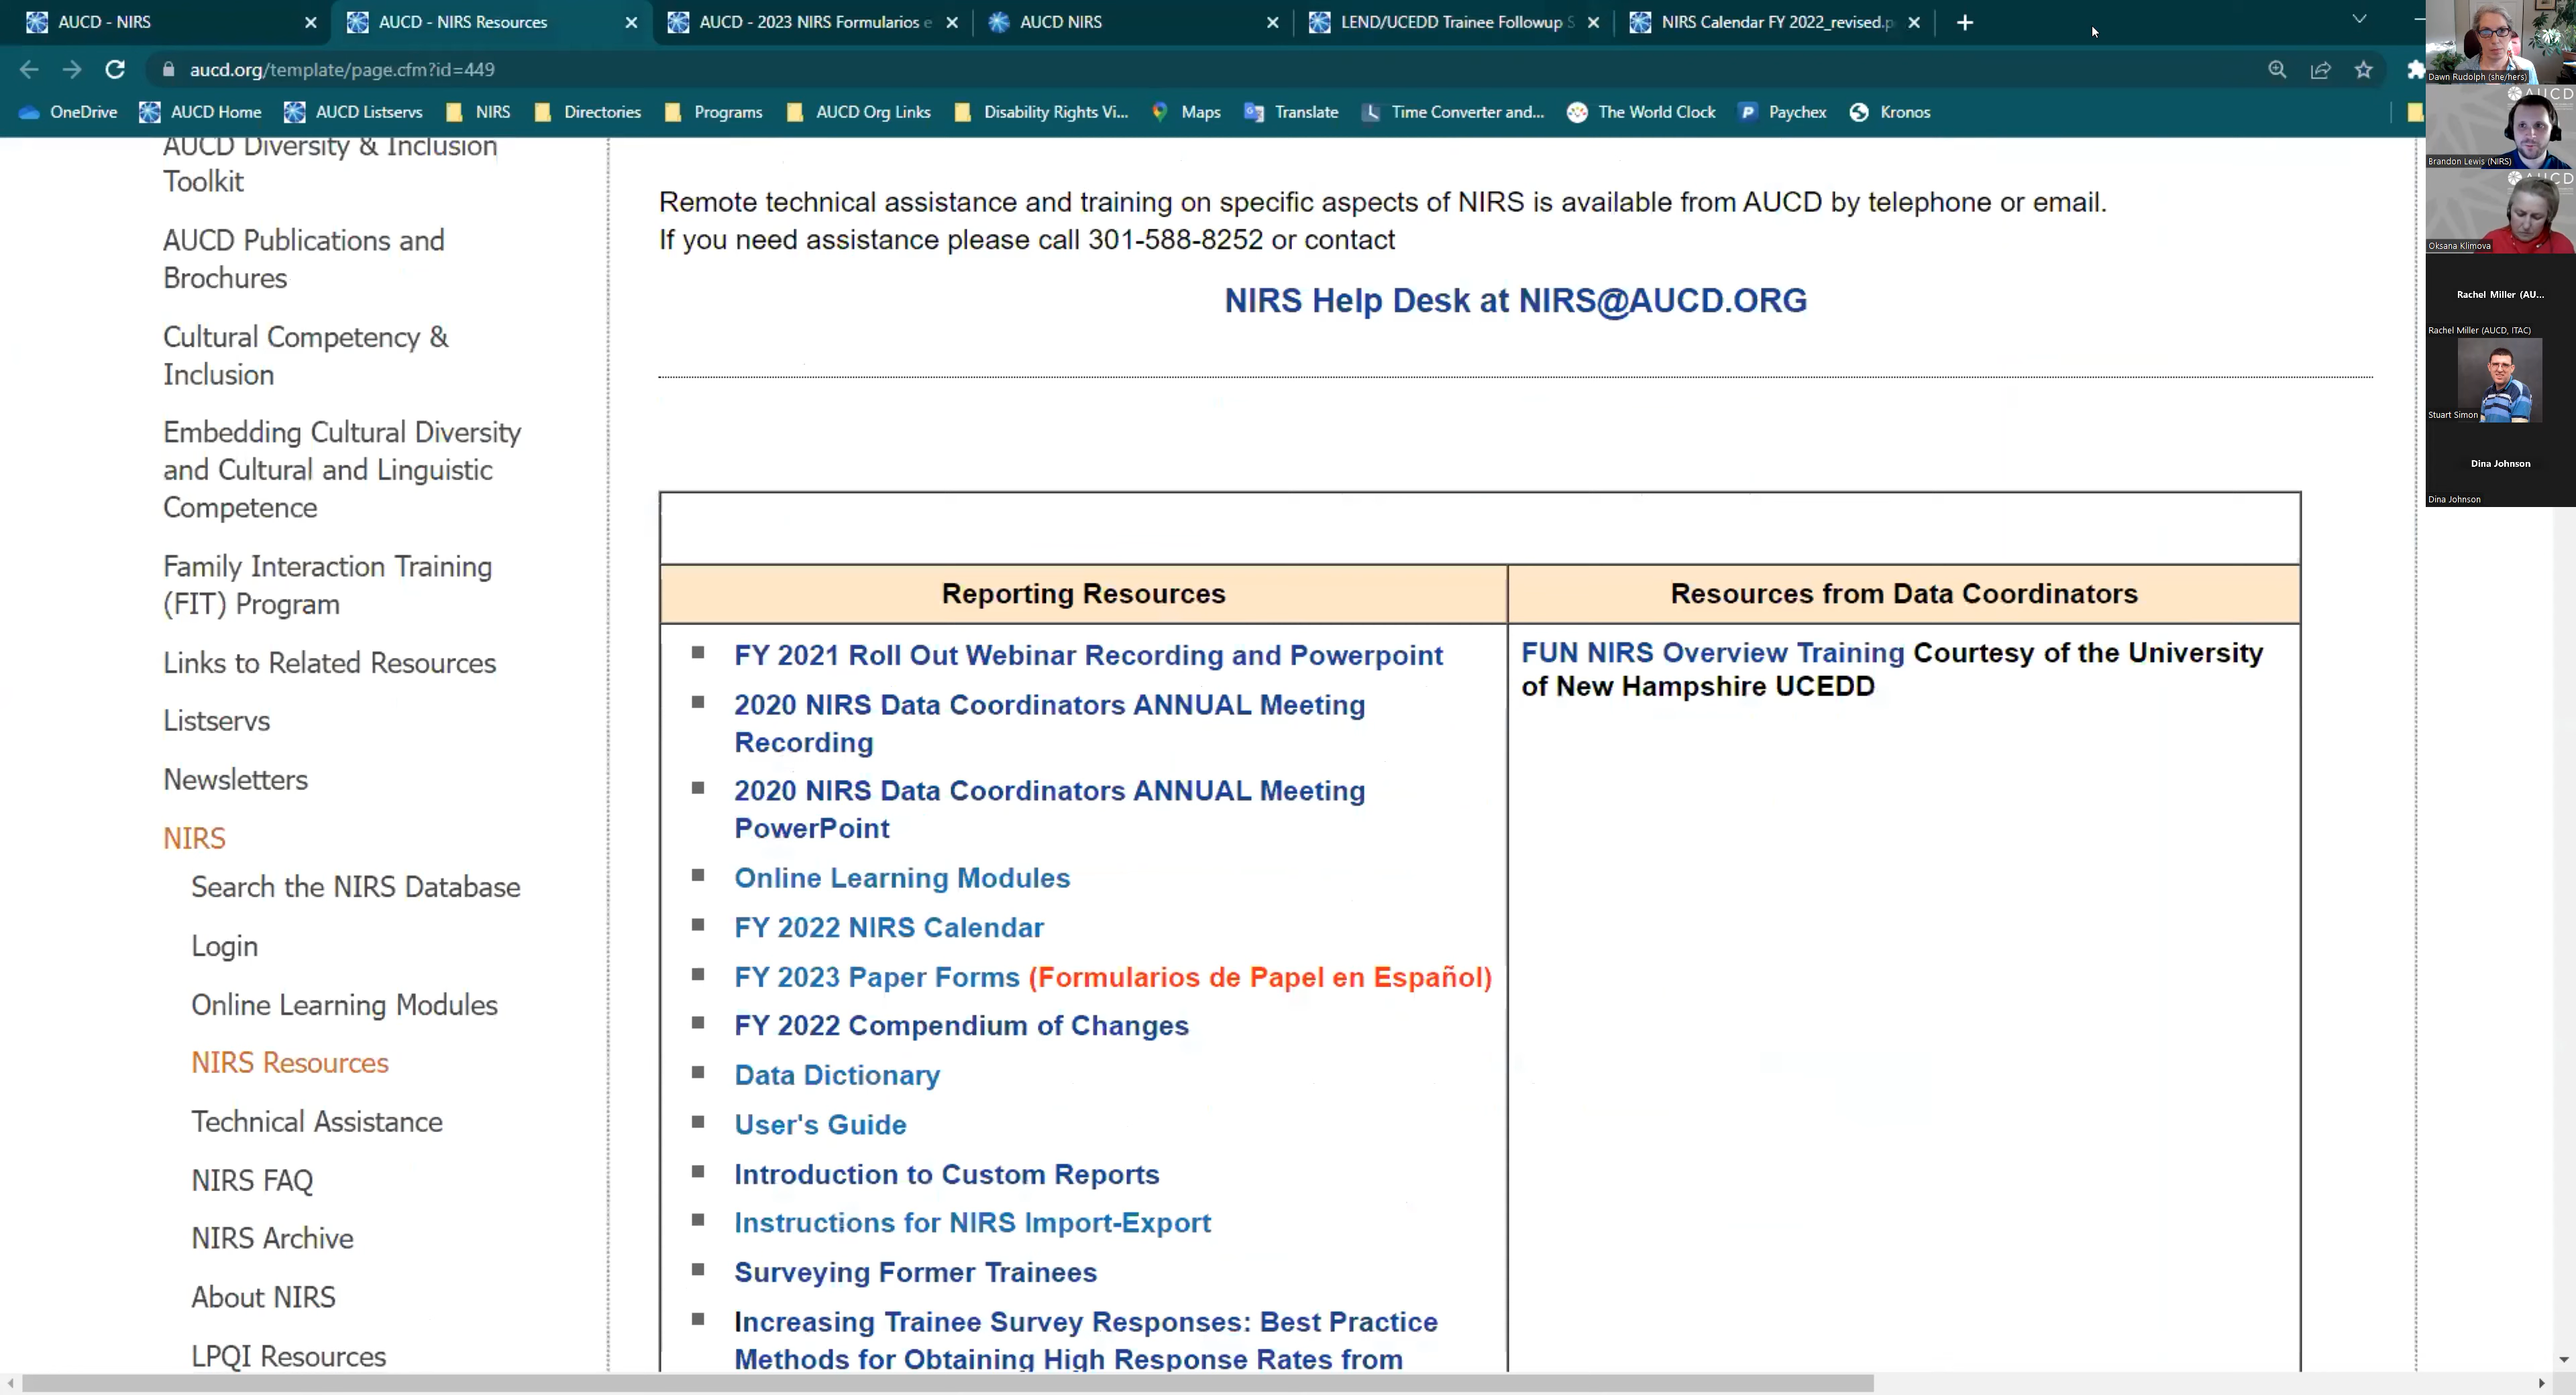 AUCD - NIRS
AUCD - NIRS Resources
AUCD - 2023 NIRS Formularios e
AUCD NIRS
LEND/UCEDD Trainee Followup S
NIRS Calendar FY 2022_revised.p
aucd.org/template/page.cfm?id=449
OneDrive
AUCD Home
AUCD Listservs
NIRS
Directories
Programs
AUCD Org Links
Disability Rights Vi...
Maps
Translate
Time Converter and...
The World Clock
Paychex
Kronos
AUCD Diversity & Inclusion
Toolkit
AUCD Publications and
Brochures
Cultural Competency &
Inclusion
Embedding Cultural Diversity
and Cultural and Linguistic
Competence
Family Interaction Training
(FIT) Program
Links to Related Resources
Listservs
Newsletters
NIRS
Search the NIRS Database
Login
Online Learning Modules
NIRS Resources
Technical Assistance
NIRS FAQ
NIRS Archive
About NIRS
LPQI Resources
Remote technical assistance and training on specific aspects of NIRS is available from AUCD by telephone or email.
If you need assistance please call 301-588-8252 or contact
NIRS Help Desk at NIRS@AUCD.ORG
Reporting Resources
FY 2021 Roll Out Webinar Recording and Powerpoint
2020 NIRS Data Coordinators ANNUAL Meeting
Recording
2020 NIRS Data Coordinators ANNUAL Meeting
PowerPoint
Online Learning Modules
FY 2022 NIRS Calendar
FY 2023 Paper Forms (Formularios de Papel en Español)
FY 2022 Compendium of Changes
Data Dictionary
User's Guide
Introduction to Custom Reports
Instructions for NIRS Import-Export
Surveying Former Trainees
Increasing Trainee Survey Responses: Best Practice
Methods for Obtaining High Response Rates from
Resources from Data Coordinators
FUN NIRS Overview Training Courtesy of the University
of New Hampshire UCEDD
Dawn Rudolph (she/hers)
AUCD
Brandon Lewis (NIRS)
AUCD
Oksana Klimova
Rachel Miller (AU...
Rachel Miller (AUCD, ITAC)
Stuart Simon
Dina Johnson
Dina Johnson